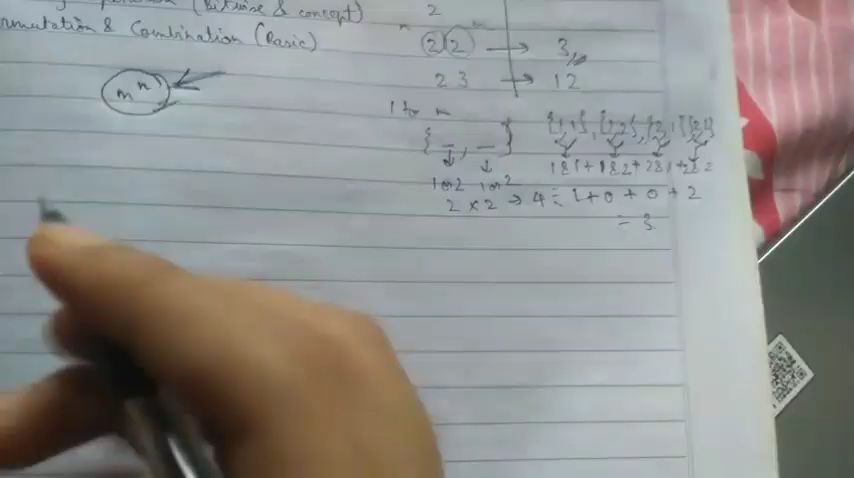 (Bitwise & concept)
rmutation & Combination (Basic)
m^n
2
n m
2 2 → 3
2 3 → 12
1 to m
{ _ , _ }
{1,1}, {1,2}, {2,1}, {2,2}
1 or 2 1 or 2
1&1 + 1&2 + 2&1 + 2&2
2 × 2 → 4 = 1 + 0 + 0 + 2
= 3